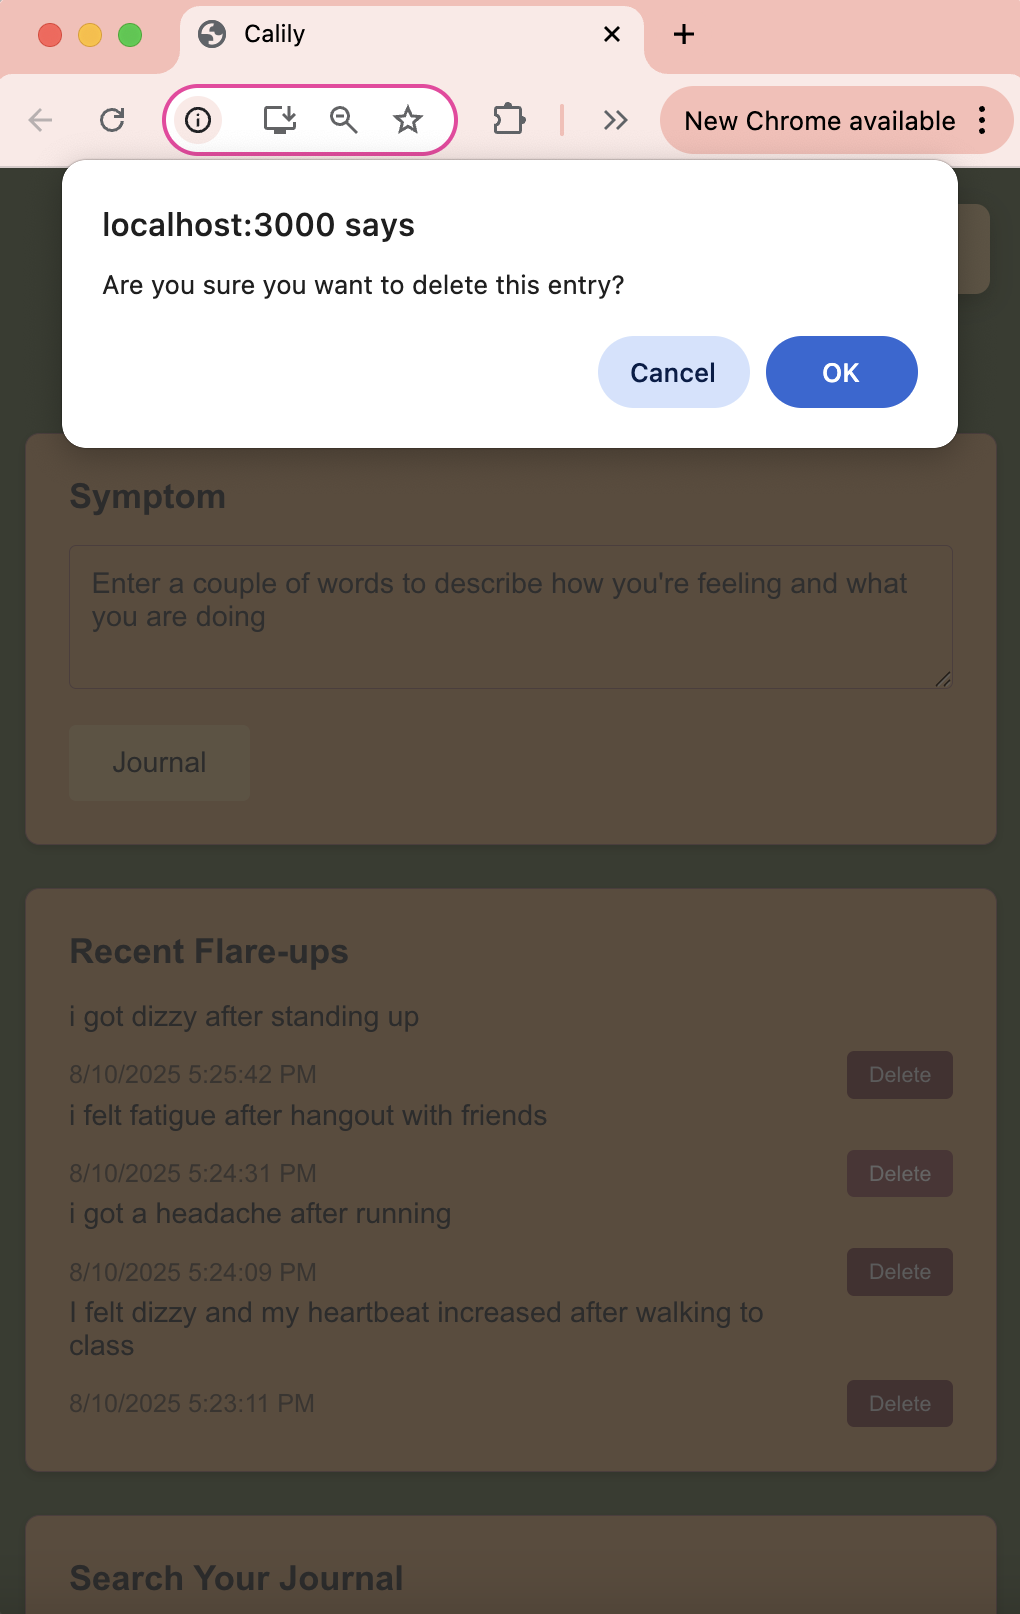 Calily
New Chrome available
localhost:3000 says
Are you sure you want to delete this entry?
Cancel
OK
Symptom
Enter a couple of words to describe how you're feeling and what
you are doing
Journal
Recent Flare-ups
i got dizzy after standing up
8/10/2025 5:25:42 PM
Delete
i felt fatigue after hangout with friends
8/10/2025 5:24:31 PM
Delete
i got a headache after running
8/10/2025 5:24:09 PM
Delete
I felt dizzy and my heartbeat increased after walking to
class
8/10/2025 5:23:11 PM
Delete
Search Your Journal